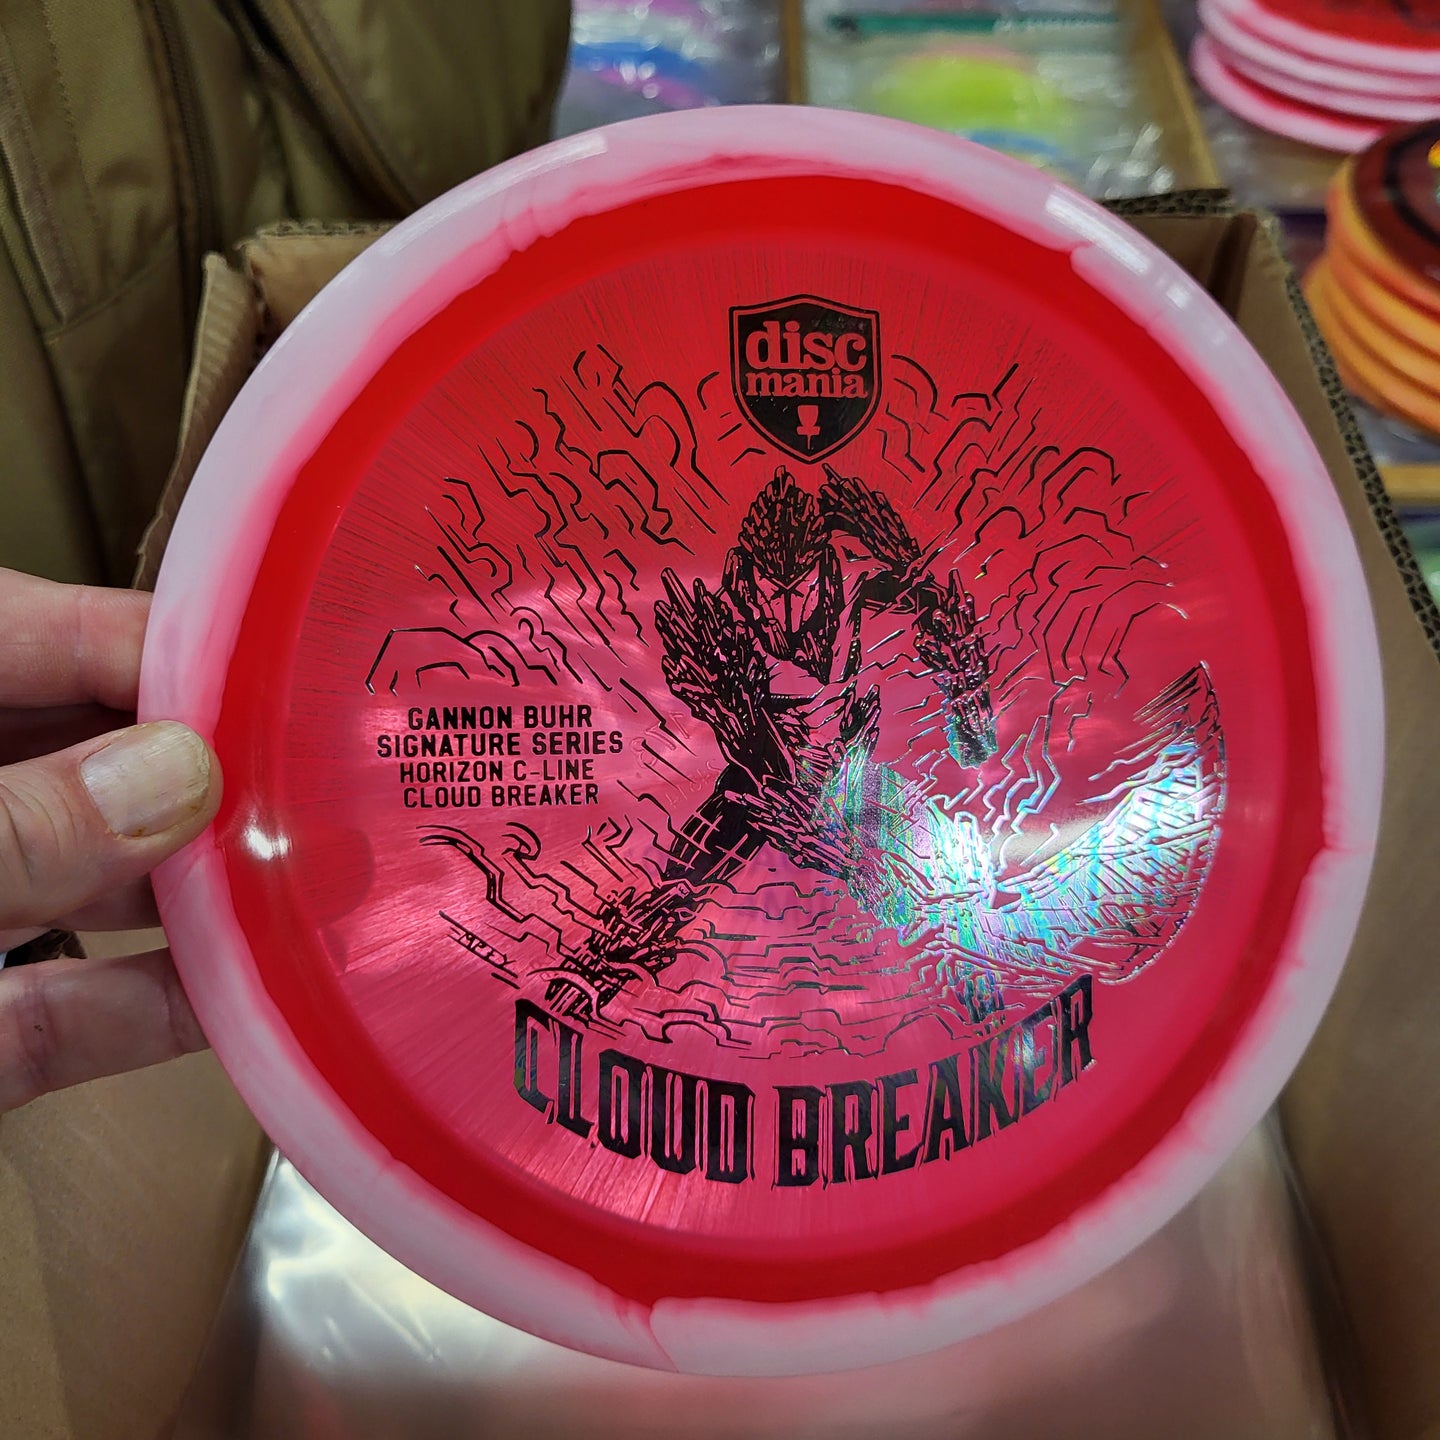 disc
mania
GANNON BUHR
SIGNATURE SERIES
HORIZON C-LINE
CLOUD BREAKER
CLOUD BREAKER